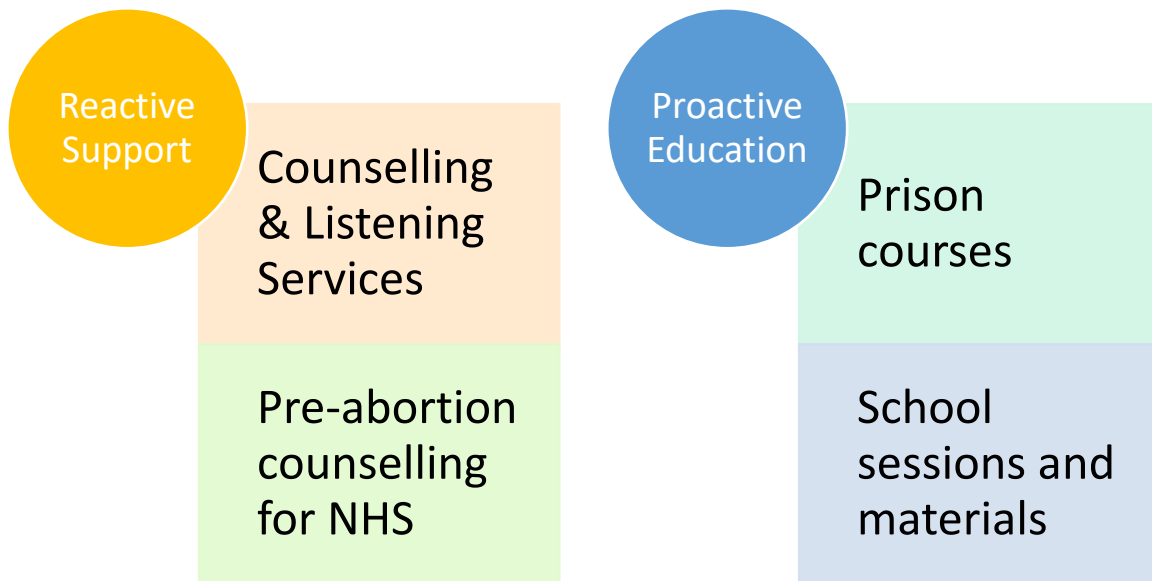 Reactive
Support
Counselling
& Listening
Services
Pre-abortion
counselling
for NHS
Proactive
Education
Prison
courses
School
sessions and
materials